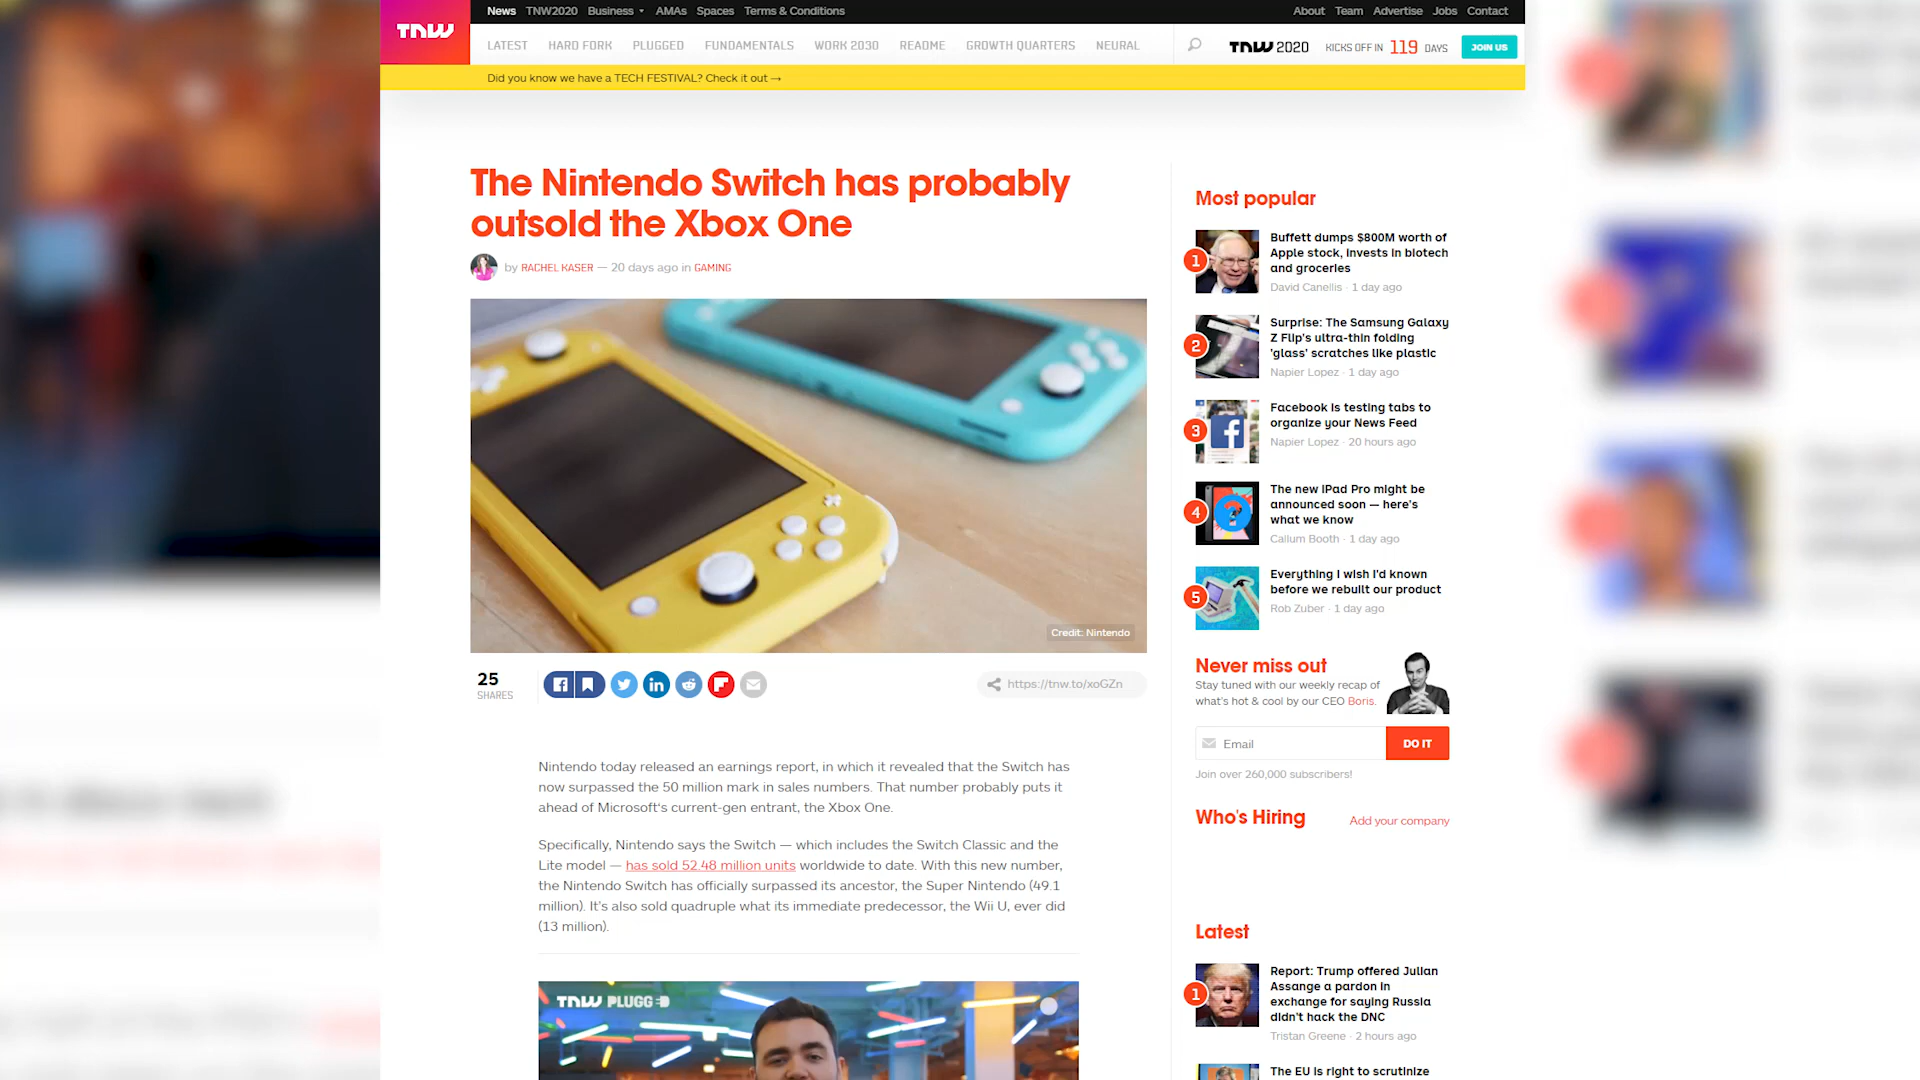 TNW
News TNW2020 Business AMAs Spaces Terms & Conditions
About Team Advertise Jobs Contact
LATEST HARD FORK PLUGGED FUNDAMENTALS WORK 2030 README GROWTH QUARTERS NEURAL
TNW 2020 KICKS OFF IN 119 DAYS JOIN US
Did you know we have a TECH FESTIVAL? Check it out →
The Nintendo Switch has probably
outsold the Xbox One
by RACHEL KASER — 20 days ago in GAMING
Credit: Nintendo
25
SHARES
https://tnw.to/xoGZn
Nintendo today released an earnings report, in which it revealed that the Switch has
now surpassed the 50 million mark in sales numbers. That number probably puts it
ahead of Microsoft's current-gen entrant, the Xbox One.
Specifically, Nintendo says the Switch — which includes the Switch Classic and the
Lite model — has sold 52.48 million units worldwide to date. With this new number,
the Nintendo Switch has officially surpassed its ancestor, the Super Nintendo (49.1
million). It's also sold quadruple what its immediate predecessor, the Wii U, ever did
(13 million).
TNW PLUGG
Most popular
1
Buffett dumps $800M worth of
Apple stock, invests in biotech
and groceries
David Canellis · 1 day ago
2
Surprise: The Samsung Galaxy
Z Flip's ultra-thin folding
'glass' scratches like plastic
Napier Lopez · 1 day ago
3
Facebook is testing tabs to
organize your News Feed
Napier Lopez · 20 hours ago
4
The new iPad Pro might be
announced soon — here's
what we know
Callum Booth · 1 day ago
5
Everything I wish I'd known
before we rebuilt our product
Rob Zuber · 1 day ago
Never miss out
Stay tuned with our weekly recap of
what's hot & cool by our CEO Boris.
Email DO IT
Join over 260,000 subscribers!
Who's Hiring Add your company
Latest
1
Report: Trump offered Julian
Assange a pardon in
exchange for saying Russia
didn't hack the DNC
Tristan Greene · 2 hours ago
The EU is right to scrutinize